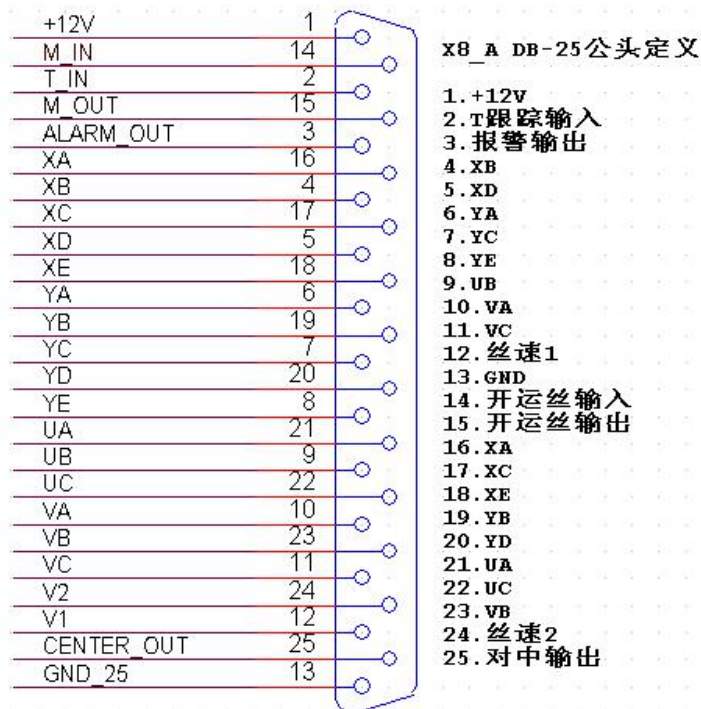 +12V 1
M_IN 14
T_IN 2
M_OUT 15
ALARM_OUT 3
XA 16
XB 4
XC 17
XD 5
XE 18
YA 6
YB 19
YC 7
YD 20
YE 8
UA 21
UB 9
UC 22
VA 10
VB 23
VC 11
V2 24
V1 12
CENTER_OUT 25
GND_25 13
X8_A DB-25公头定义
1.+12V
2.T跟踪输入
3.报警输出
4.XB
5.XD
6.YA
7.YC
8.YE
9.UB
10.VA
11.VC
12.丝速1
13.GND
14.开运丝输入
15.开运丝输出
16.XA
17.XC
18.XE
19.YB
20.YD
21.UA
22.UC
23.VB
24.丝速2
25.对中输出